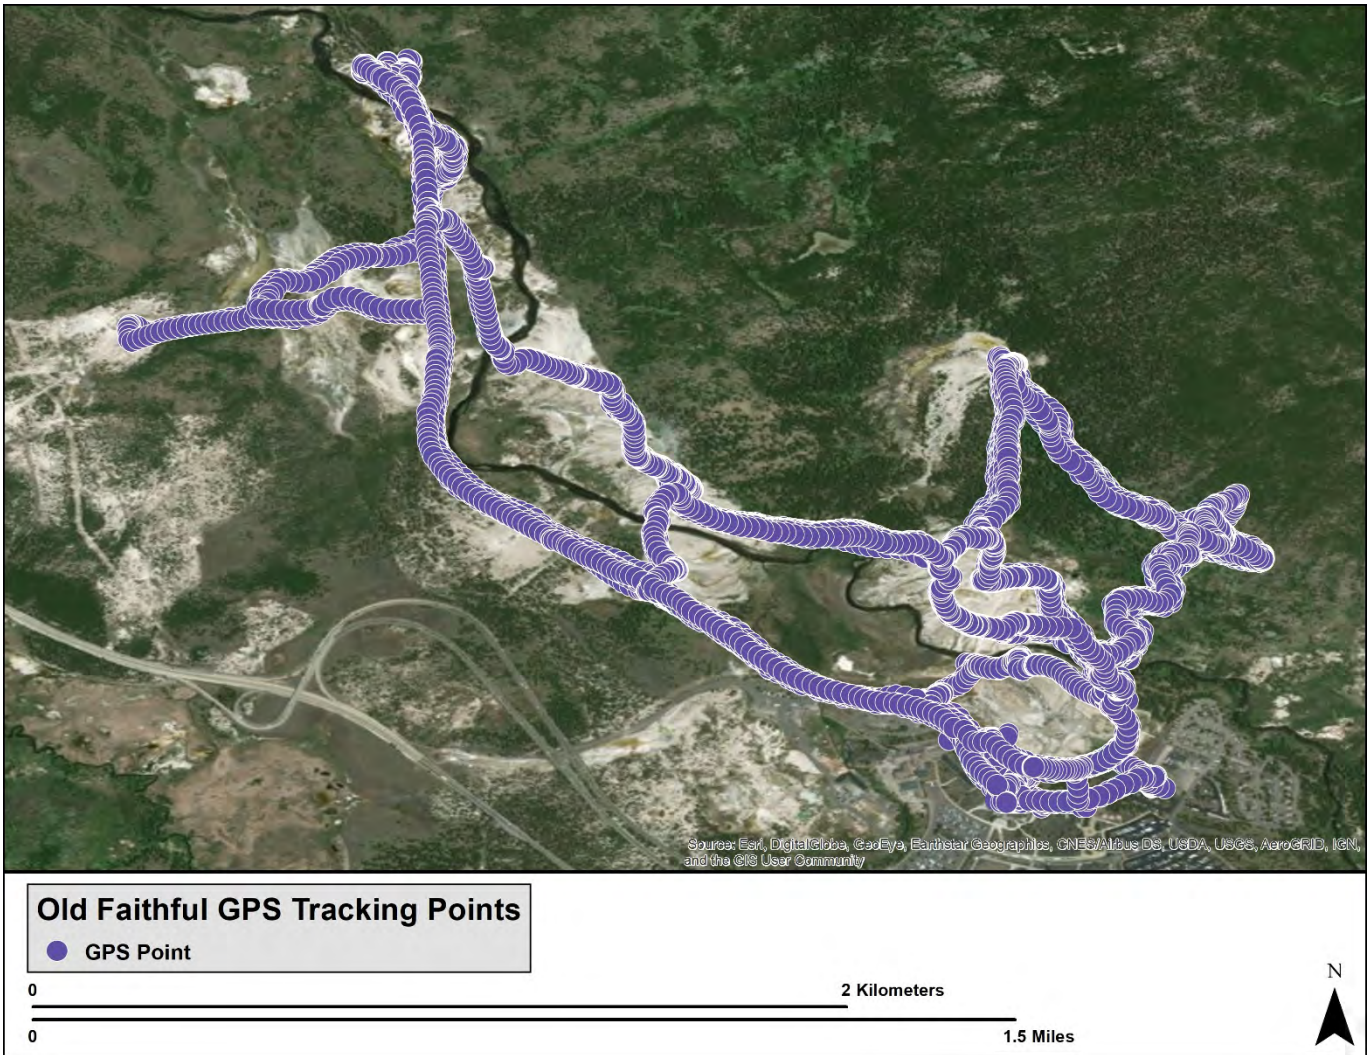 Source: Esri, DigitalGlobe, GeoEye, Earthstar Geographics, CNES/Airbus DS, USDA, USGS, AeroGRID, IGN,
and the GIS User Community
Old Faithful GPS Tracking Points
GPS Point
0 2 Kilometers
0 1.5 Miles
N